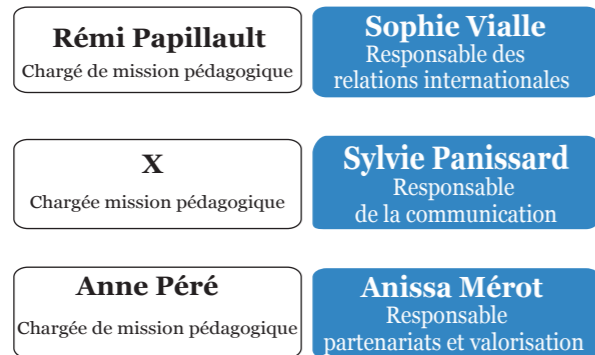 Rémi Papillault
Chargé de mission pédagogique
Sophie Vialle
Responsable des
relations internationales
X
Chargée mission pédagogique
Sylvie Panissard
Responsable
de la communication
Anne Péré
Chargée de mission pédagogique
Anissa Mérot
Responsable
partenariats et valorisation